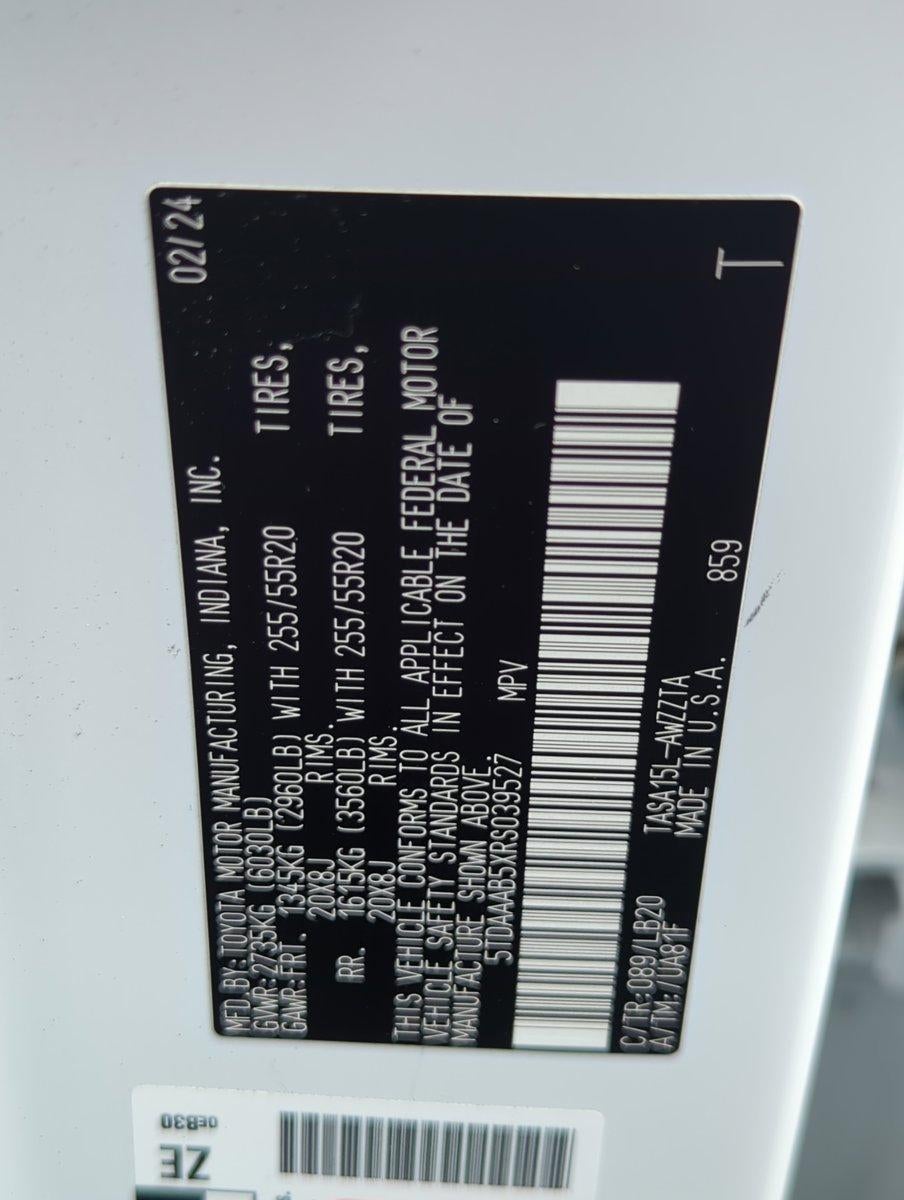 MFD.BY:TOYOTA MOTOR MANUFACTURING, INDIANA, INC. 02/24
GVWR:2735KG (6030LB)
GAWR:FRT. 1345KG (2960LB) WITH 255/55R20 TIRES,
20X8J RIMS.
RR. 1615KG (3560LB) WITH 255/55R20 TIRES,
20X8J RIMS.
THIS VEHICLE CONFORMS TO ALL APPLICABLE FEDERAL MOTOR
VEHICLE SAFETY STANDARDS IN EFFECT ON THE DATE OF
MANUFACTURE SHOWN ABOVE.
5TDAAAB5XRS039527 MPV
C/TR:089/LB20 TASA15L-AWZZTA
A/TM:/UA87F MADE IN U.S.A. 859 T
0EB30
ZE